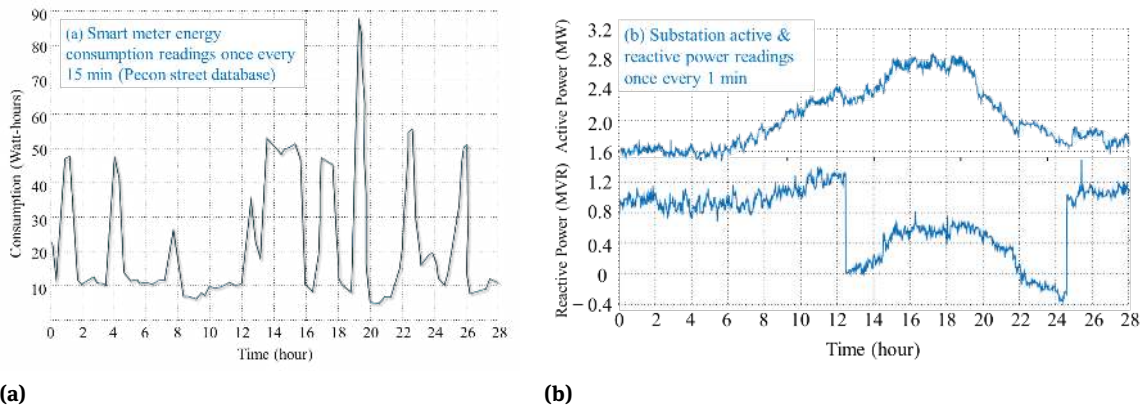 90
80
70
60
50
40
30
20
10
Consumption (Watt-hours)
(a) Smart meter energy
consumption readings once every
15 min (Pecon street database)
0 2 4 6 8 10 12 14 16 18 20 22 24 26 28
Time (hour)
(a)
3.2
2.8
2.4
2.0
1.6
Active Power (MW)
(b) Substation active &
reactive power readings
once every 1 min
1.2
0.8
0.4
0
−0.4
Reactive Power (MVR)
0 2 4 6 8 10 12 14 16 18 20 22 24 26 28
Time (hour)
(b)